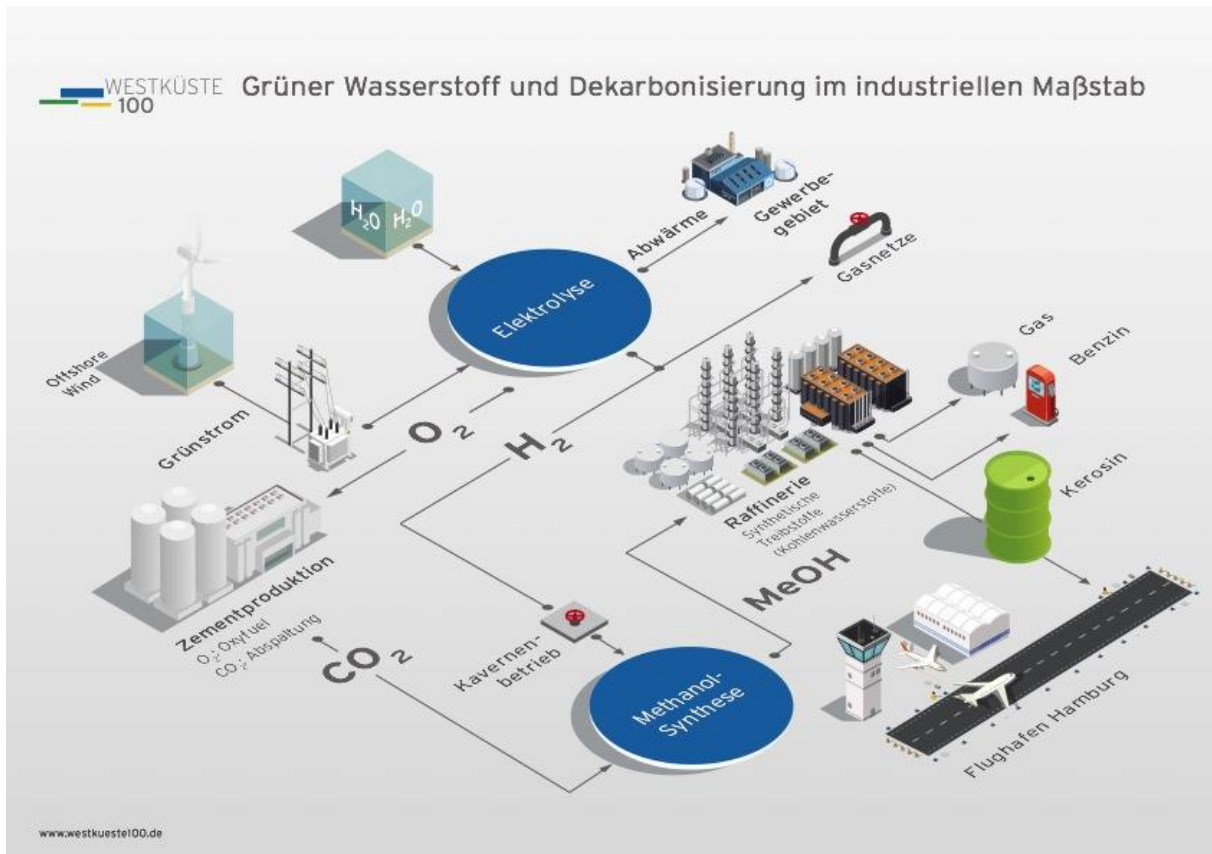 WESTKÜSTE
100
Grüner Wasserstoff und Dekarbonisierung im industriellen Maßstab
H₂O H₂O
Elektrolyse
Abwärme
Gewerbe-
gebiet
Gasnetze
Offshore
Wind
Grünstrom
O₂
H₂
Gas
Benzin
Kerosin
Raffinerie
Synthetische
Treibstoffe
(Kohlenwasserstoffe)
Zementproduktion
O₂: Oxyfuel
CO₂: Abspaltung
CO₂
Kavernen-
betrieb
Methanol-
Synthese
MeOH
Flughafen Hamburg
www.westkueste100.de